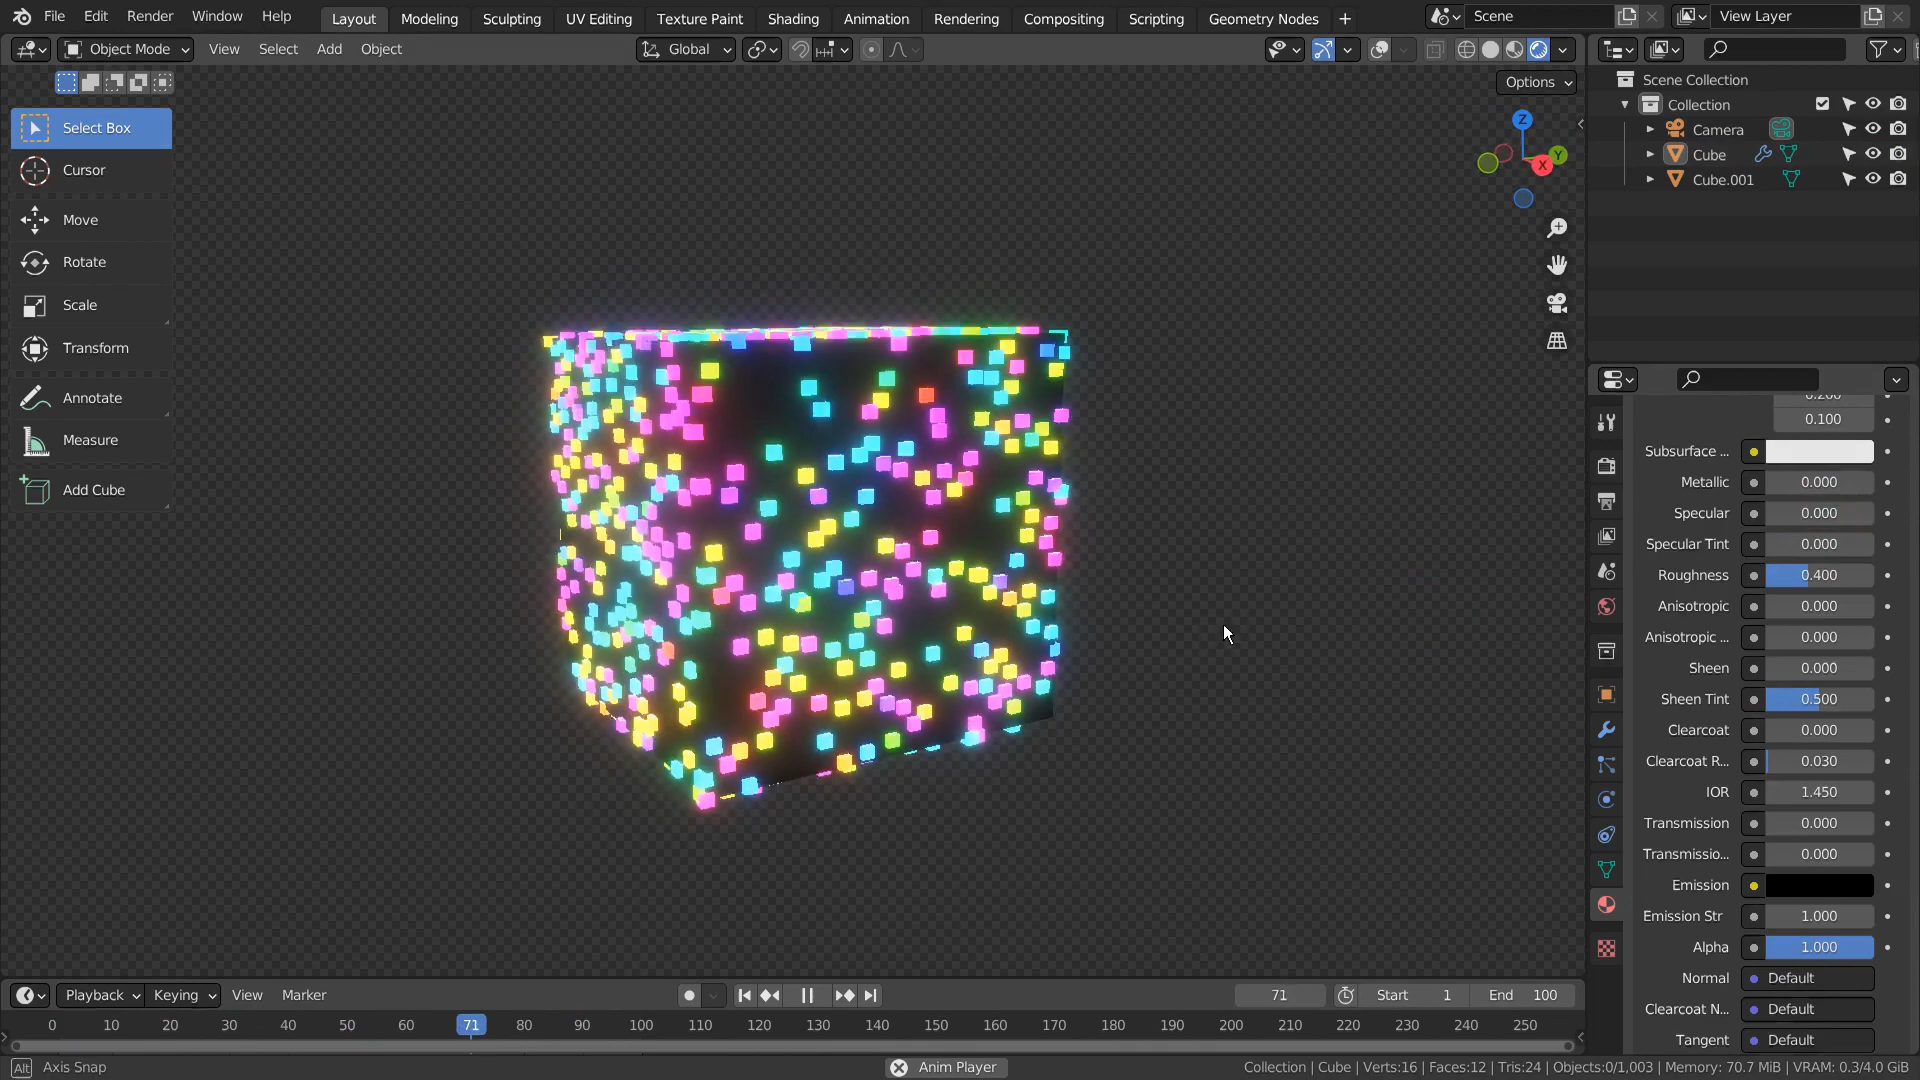 File Edit Render Window Help Layout Modeling Sculpting UV Editing Texture Paint Shading Animation Rendering Compositing Scripting Geometry Nodes + Scene View Layer
Object Mode View Select Add Object Global
Options
Select Box
Cursor
Move
Rotate
Scale
Transform
Annotate
Measure
Add Cube
Z
Y
X
Scene Collection
Collection
Camera
Cube
Cube.001
0.200
0.100
Subsurface ...
Metallic 0.000
Specular 0.000
Specular Tint 0.000
Roughness 0.400
Anisotropic 0.000
Anisotropic ... 0.000
Sheen 0.000
Sheen Tint 0.500
Clearcoat 0.000
Clearcoat R... 0.030
IOR 1.450
Transmission 0.000
Transmissio... 0.000
Emission
Emission Str 1.000
Alpha 1.000
Normal Default
Clearcoat N... Default
Tangent Default
Playback Keying View Marker 71 Start 1 End 100
0 10 20 30 40 50 60 71 80 90 100 110 120 130 140 150 160 170 180 190 200 210 220 230 240 250
Alt Axis Snap Anim Player Collection | Cube | Verts:16 | Faces:12 | Tris:24 | Objects:0/1,003 | Memory: 70.7 MiB | VRAM: 0.3/4.0 GiB